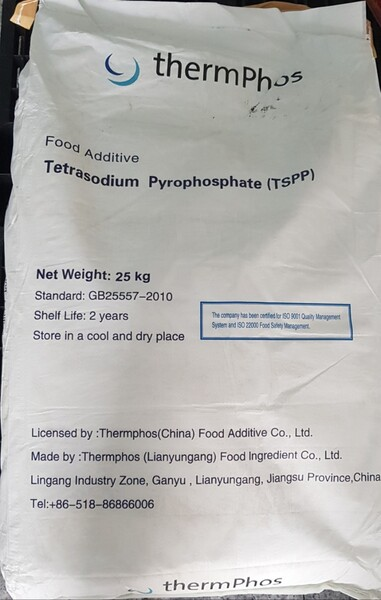 thermPhos
Food Additive
Tetrasodium Pyrophosphate (TSPP)
Net Weight: 25 kg
Standard: GB25557-2010
Shelf Life: 2 years
Store in a cool and dry place
The company has been certified for ISO 9001 Quality Management
System and ISO 22000 Food Safety Management.
Licensed by :Thermphos(China) Food Additive Co., Ltd.
Made by :Thermphos (Lianyungang) Food Ingredient Co., Ltd.
Lingang Industry Zone, Ganyu , Lianyungang, Jiangsu Province,China
Tel:+86-518-86866006
thermPhos